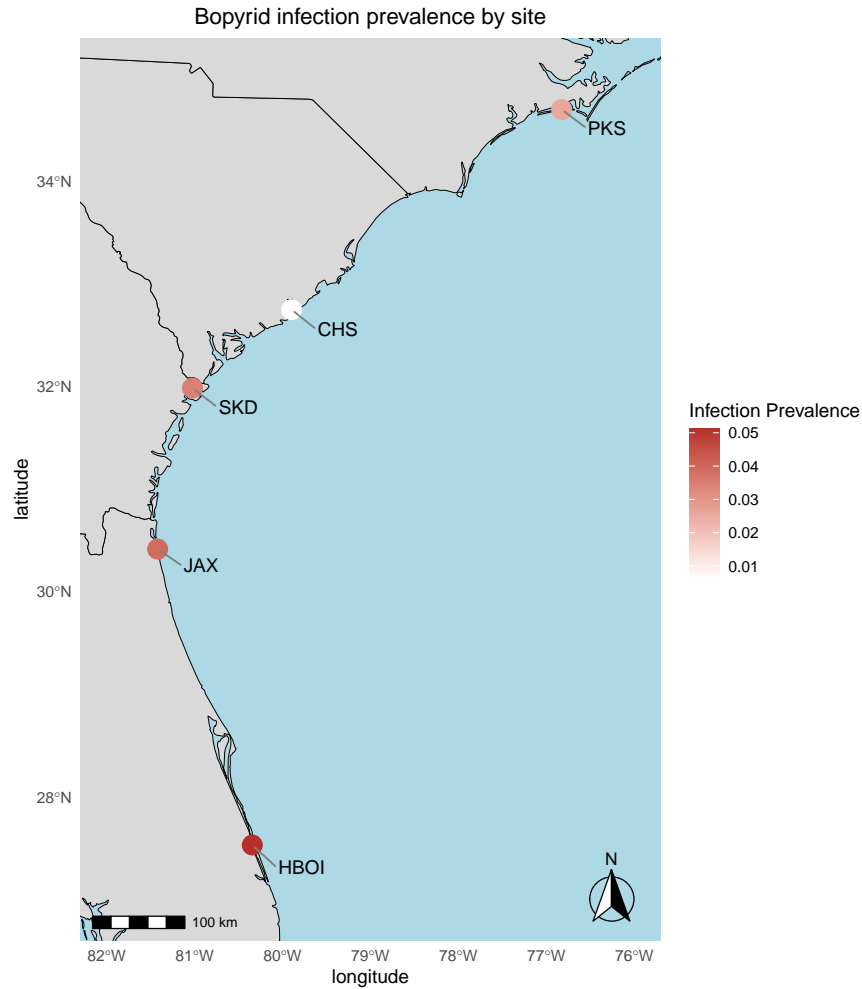 Bopyrid infection prevalence by site
PKS
34°N
CHS
32°N
SKD
Infection Prevalence
0.05
0.04
0.03
0.02
0.01
latitude
JAX
30°N
28°N
HBOI
N
100 km
82°W 81°W 80°W 79°W 78°W 77°W 76°W
longitude